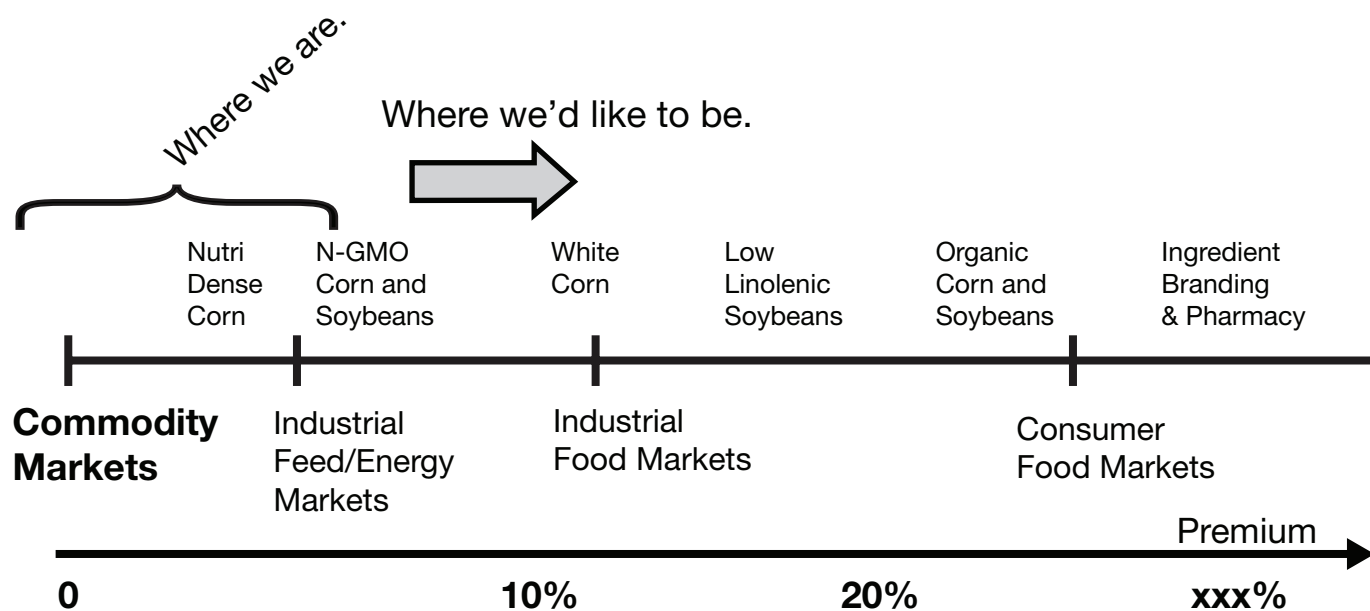 Where we are.
Where we'd like to be.
Nutri
Dense
Corn
N-GMO
Corn and
Soybeans
White
Corn
Low
Linolenic
Soybeans
Organic
Corn and
Soybeans
Ingredient
Branding
& Pharmacy
Commodity
Markets
Industrial
Feed/Energy
Markets
Industrial
Food Markets
Consumer
Food Markets
Premium
0
10%
20%
xxx%